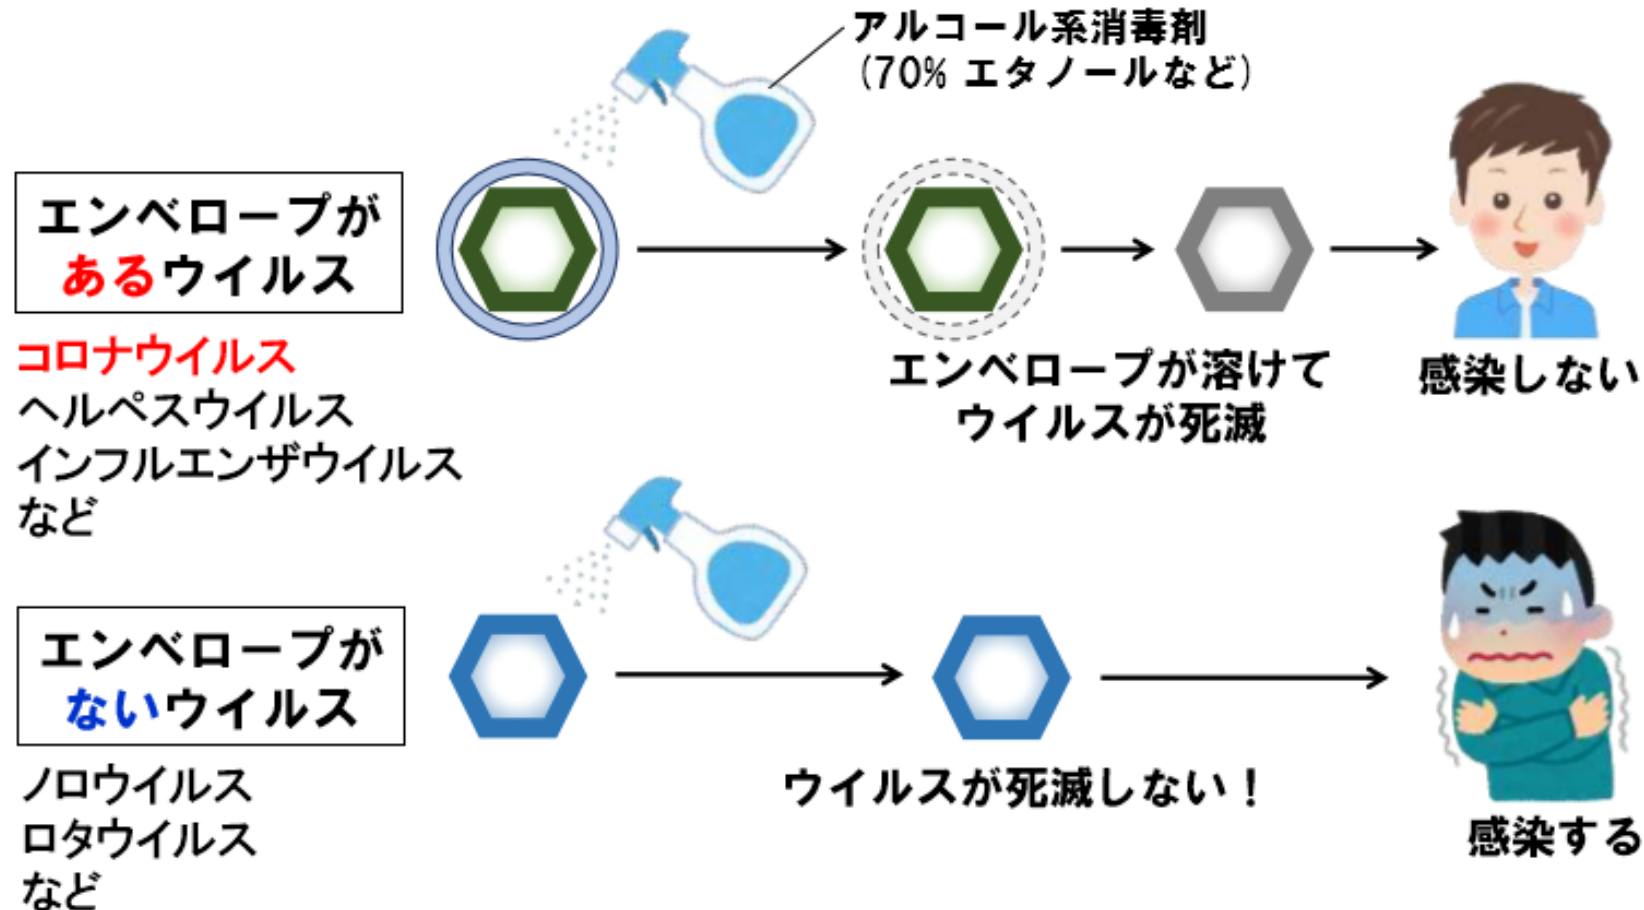 アルコール系消毒剤
(70% エタノールなど)
エンベロープが
あるウイルス
コロナウイルス
ヘルペスウイルス
インフルエンザウイルス
など
エンベロープが溶けて
ウイルスが死滅
感染しない
エンベロープが
ないウイルス
ノロウイルス
ロタウイルス
など
ウイルスが死滅しない！
感染する